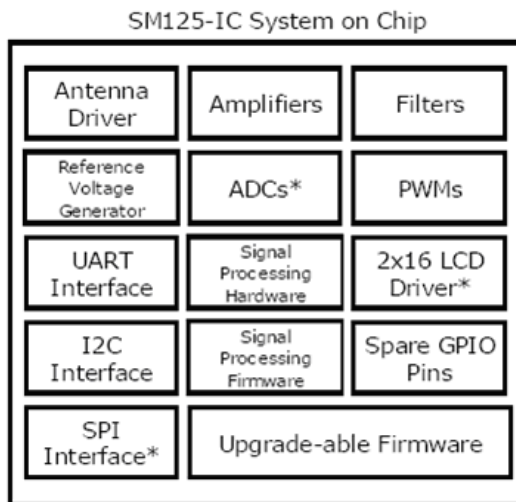 SM125-IC System on Chip
Antenna
Driver
Amplifiers
Filters
Reference
Voltage
Generator
ADCs*
PWMs
UART
Interface
Signal
Processing
Hardware
2x16 LCD
Driver*
I2C
Interface
Signal
Processing
Firmware
Spare GPIO
Pins
SPI
Interface*
Upgrade-able Firmware